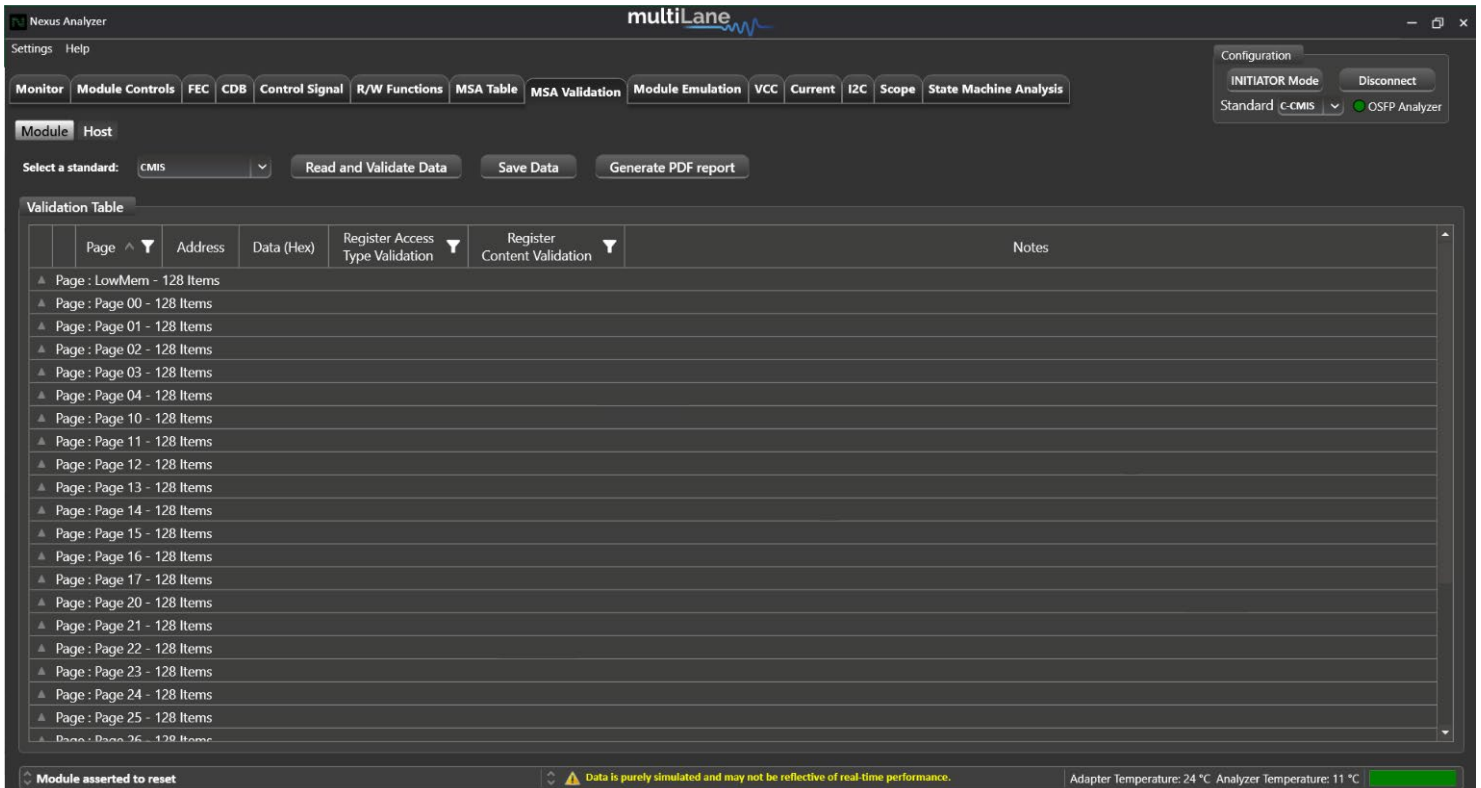 Nexus Analyzer
multiLane
Settings Help
Configuration
INITIATOR Mode Disconnect
Standard C-CMIS OSFP Analyzer
Monitor Module Controls FEC CDB Control Signal R/W Functions MSA Table MSA Validation Module Emulation VCC Current I2C Scope State Machine Analysis
Module Host
Select a standard: CMIS Read and Validate Data Save Data Generate PDF report
Validation Table
Page Address Data (Hex) Register Access Type Validation Register Content Validation Notes
Page : LowMem - 128 Items
Page : Page 00 - 128 Items
Page : Page 01 - 128 Items
Page : Page 02 - 128 Items
Page : Page 03 - 128 Items
Page : Page 04 - 128 Items
Page : Page 10 - 128 Items
Page : Page 11 - 128 Items
Page : Page 12 - 128 Items
Page : Page 13 - 128 Items
Page : Page 14 - 128 Items
Page : Page 15 - 128 Items
Page : Page 16 - 128 Items
Page : Page 17 - 128 Items
Page : Page 20 - 128 Items
Page : Page 21 - 128 Items
Page : Page 22 - 128 Items
Page : Page 23 - 128 Items
Page : Page 24 - 128 Items
Page : Page 25 - 128 Items
Page : Page 26 - 128 Items
Module asserted to reset Data is purely simulated and may not be reflective of real-time performance. Adapter Temperature: 24 °C Analyzer Temperature: 11 °C